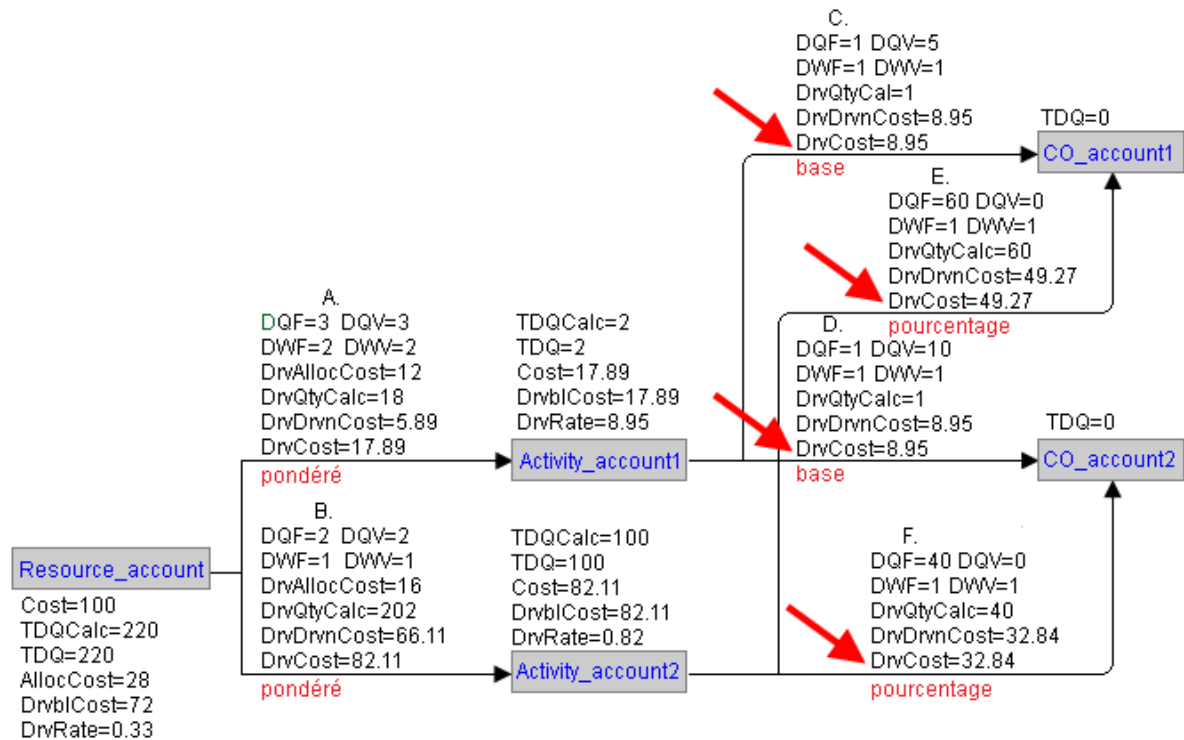 C.
DQF=1 DQV=5
DWF=1 DWV=1
DrvQtyCal=1
DrvDrvnCost=8.95
DrvCost=8.95
base
TDQ=0
CO_account1
E.
DQF=60 DQV=0
DWF=1 DWV=1
DrvQtyCalc=60
DrvDrvnCost=49.27
DrvCost=49.27
pourcentage
A.
DQF=3 DQV=3
DWF=2 DWV=2
DrvAllocCost=12
DrvQtyCalc=18
DrvDrvnCost=5.89
DrvCost=17.89
pondéré
TDQCalc=2
TDQ=2
Cost=17.89
DrvblCost=17.89
DrvRate=8.95
Activity_account1
D.
DQF=1 DQV=10
DWF=1 DWV=1
DrvQtyCalc=1
DrvDrvnCost=8.95
DrvCost=8.95
base
TDQ=0
CO_account2
Resource_account
Cost=100
TDQCalc=220
TDQ=220
AllocCost=28
DrvblCost=72
DrvRate=0.33
B.
DQF=2 DQV=2
DWF=1 DWV=1
DrvAllocCost=16
DrvQtyCalc=202
DrvDrvnCost=66.11
DrvCost=82.11
pondéré
TDQCalc=100
TDQ=100
Cost=82.11
DrvblCost=82.11
DrvRate=0.82
Activity_account2
F.
DQF=40 DQV=0
DWF=1 DWV=1
DrvQtyCalc=40
DrvDrvnCost=32.84
DrvCost=32.84
pourcentage